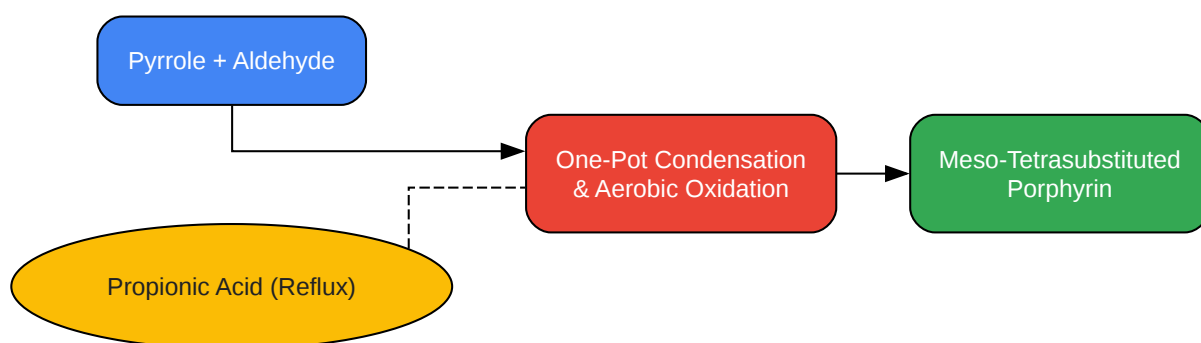 Pyrrole + Aldehyde
One-Pot Condensation
& Aerobic Oxidation
Meso-Tetrasubstituted
Porphyrin
Propionic Acid (Reflux)